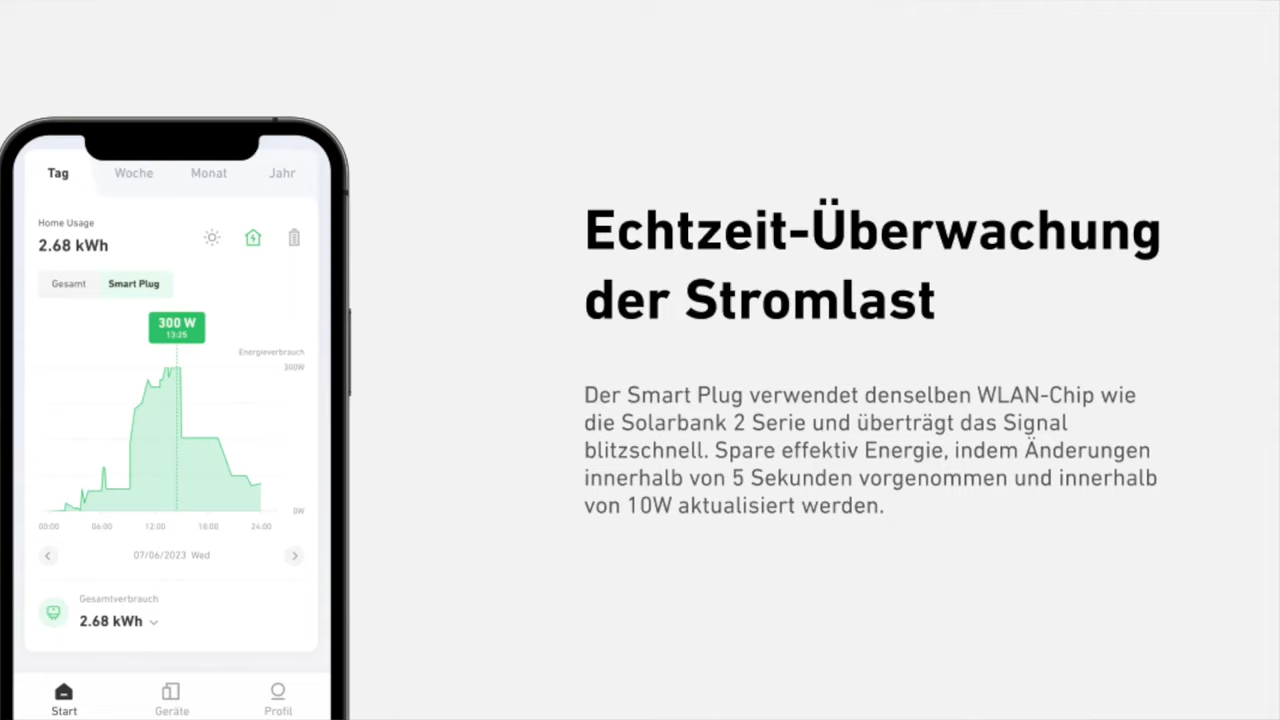 Tag Woche Monat Jahr
Home Usage
2.68 kWh
Gesamt Smart Plug
300 W
13:25
Energieverbrauch
300W
0W
00:00 06:00 12:00 18:00 24:00
07/06/2023 Wed
Gesamtverbrauch
2.68 kWh
Start Geräte Profil
Echtzeit-Überwachung
der Stromlast
Der Smart Plug verwendet denselben WLAN-Chip wie
die Solarbank 2 Serie und überträgt das Signal
blitzschnell. Spare effektiv Energie, indem Änderungen
innerhalb von 5 Sekunden vorgenommen und innerhalb
von 10W aktualisiert werden.